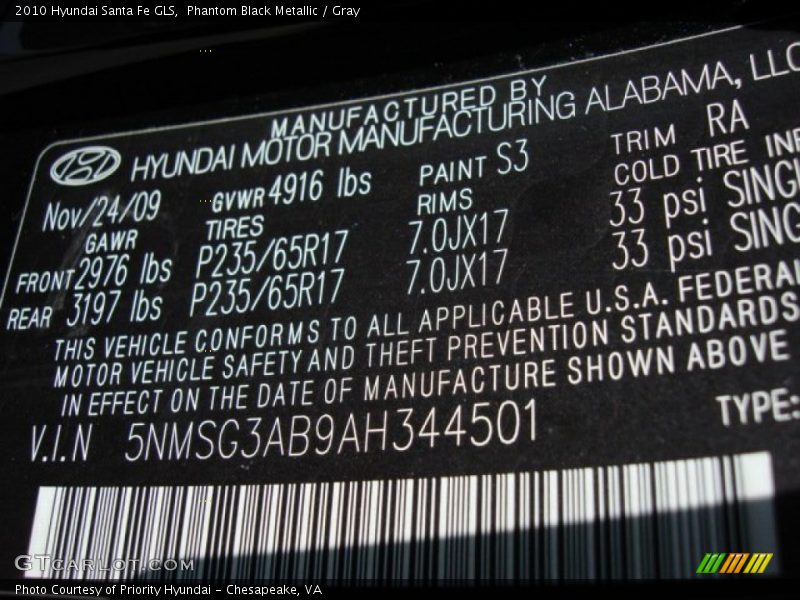 2010 Hyundai Santa Fe GLS, Phantom Black Metallic / Gray
MANUFACTURED BY
HYUNDAI MOTOR MANUFACTURING ALABAMA, LLC
Nov/24/09 GVWR 4916 lbs PAINT S3 TRIM RA
GAWR TIRES RIMS COLD TIRE
FRONT 2976 lbs P235/65R17 7.0JX17 33 psi
REAR 3197 lbs P235/65R17 7.0JX17 33 psi
THIS VEHICLE CONFORMS TO ALL APPLICABLE U.S.A. FEDERAL
MOTOR VEHICLE SAFETY AND THEFT PREVENTION STANDARDS
IN EFFECT ON THE DATE OF MANUFACTURE SHOWN ABOVE
V.I.N 5NMSG3AB9AH344501 TYPE:
GTCARLOT.COM
Photo Courtesy of Priority Hyundai - Chesapeake, VA